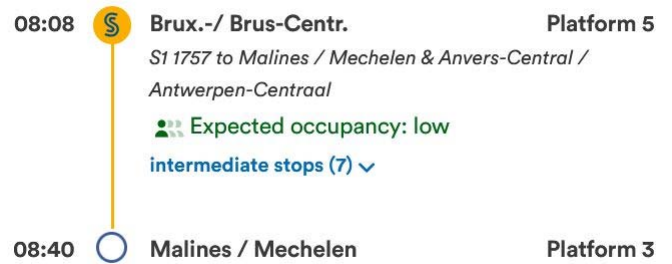 08:08 S Brux.-/ Brus-Centr. Platform 5
S1 1757 to Malines / Mechelen & Anvers-Central /
Antwerpen-Centraal
Expected occupancy: low
intermediate stops (7)
08:40 Malines / Mechelen Platform 3